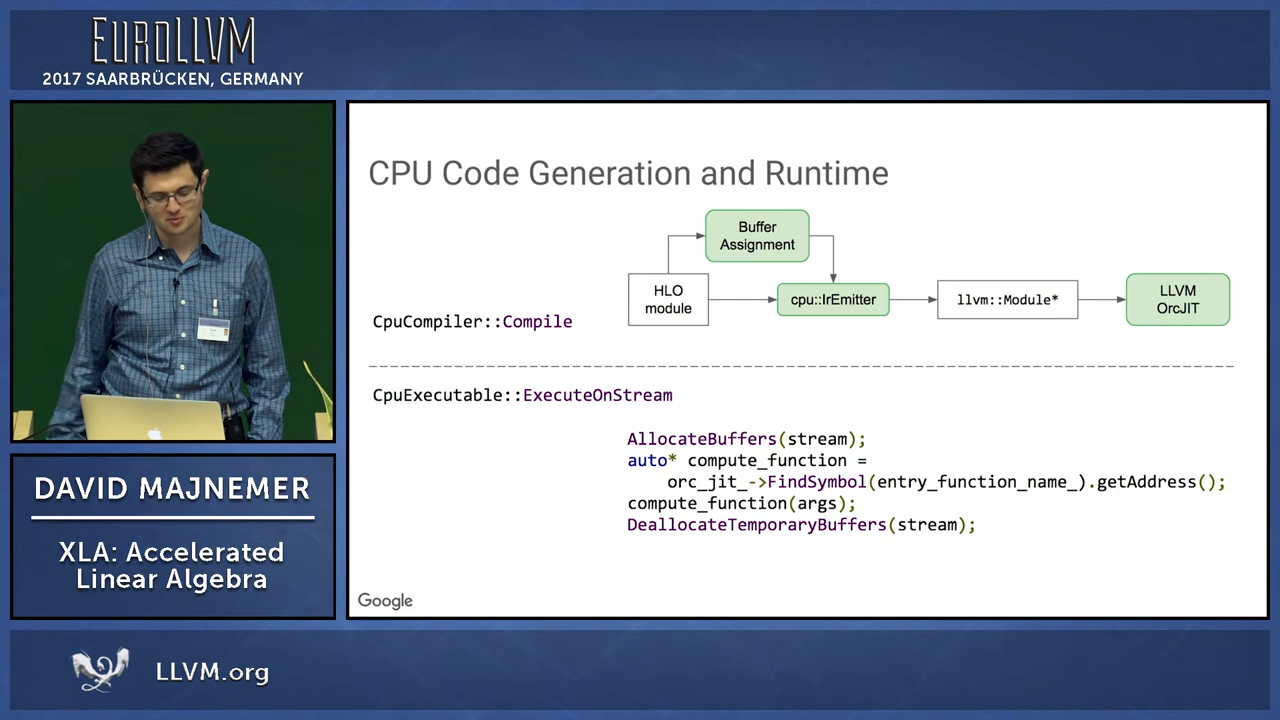 EUROLLVM
2017 SAARBRÜCKEN, GERMANY
DAVID MAJNEMER
XLA: Accelerated
Linear Algebra
LLVM.org
CPU Code Generation and Runtime
Buffer
Assignment
HLO
module
cpu::IrEmitter
llvm::Module*
LLVM
OrcJIT
CpuCompiler::Compile
CpuExecutable::ExecuteOnStream
AllocateBuffers(stream);
auto* compute_function =
orc_jit_->FindSymbol(entry_function_name_).getAddress();
compute_function(args);
DeallocateTemporaryBuffers(stream);
Google